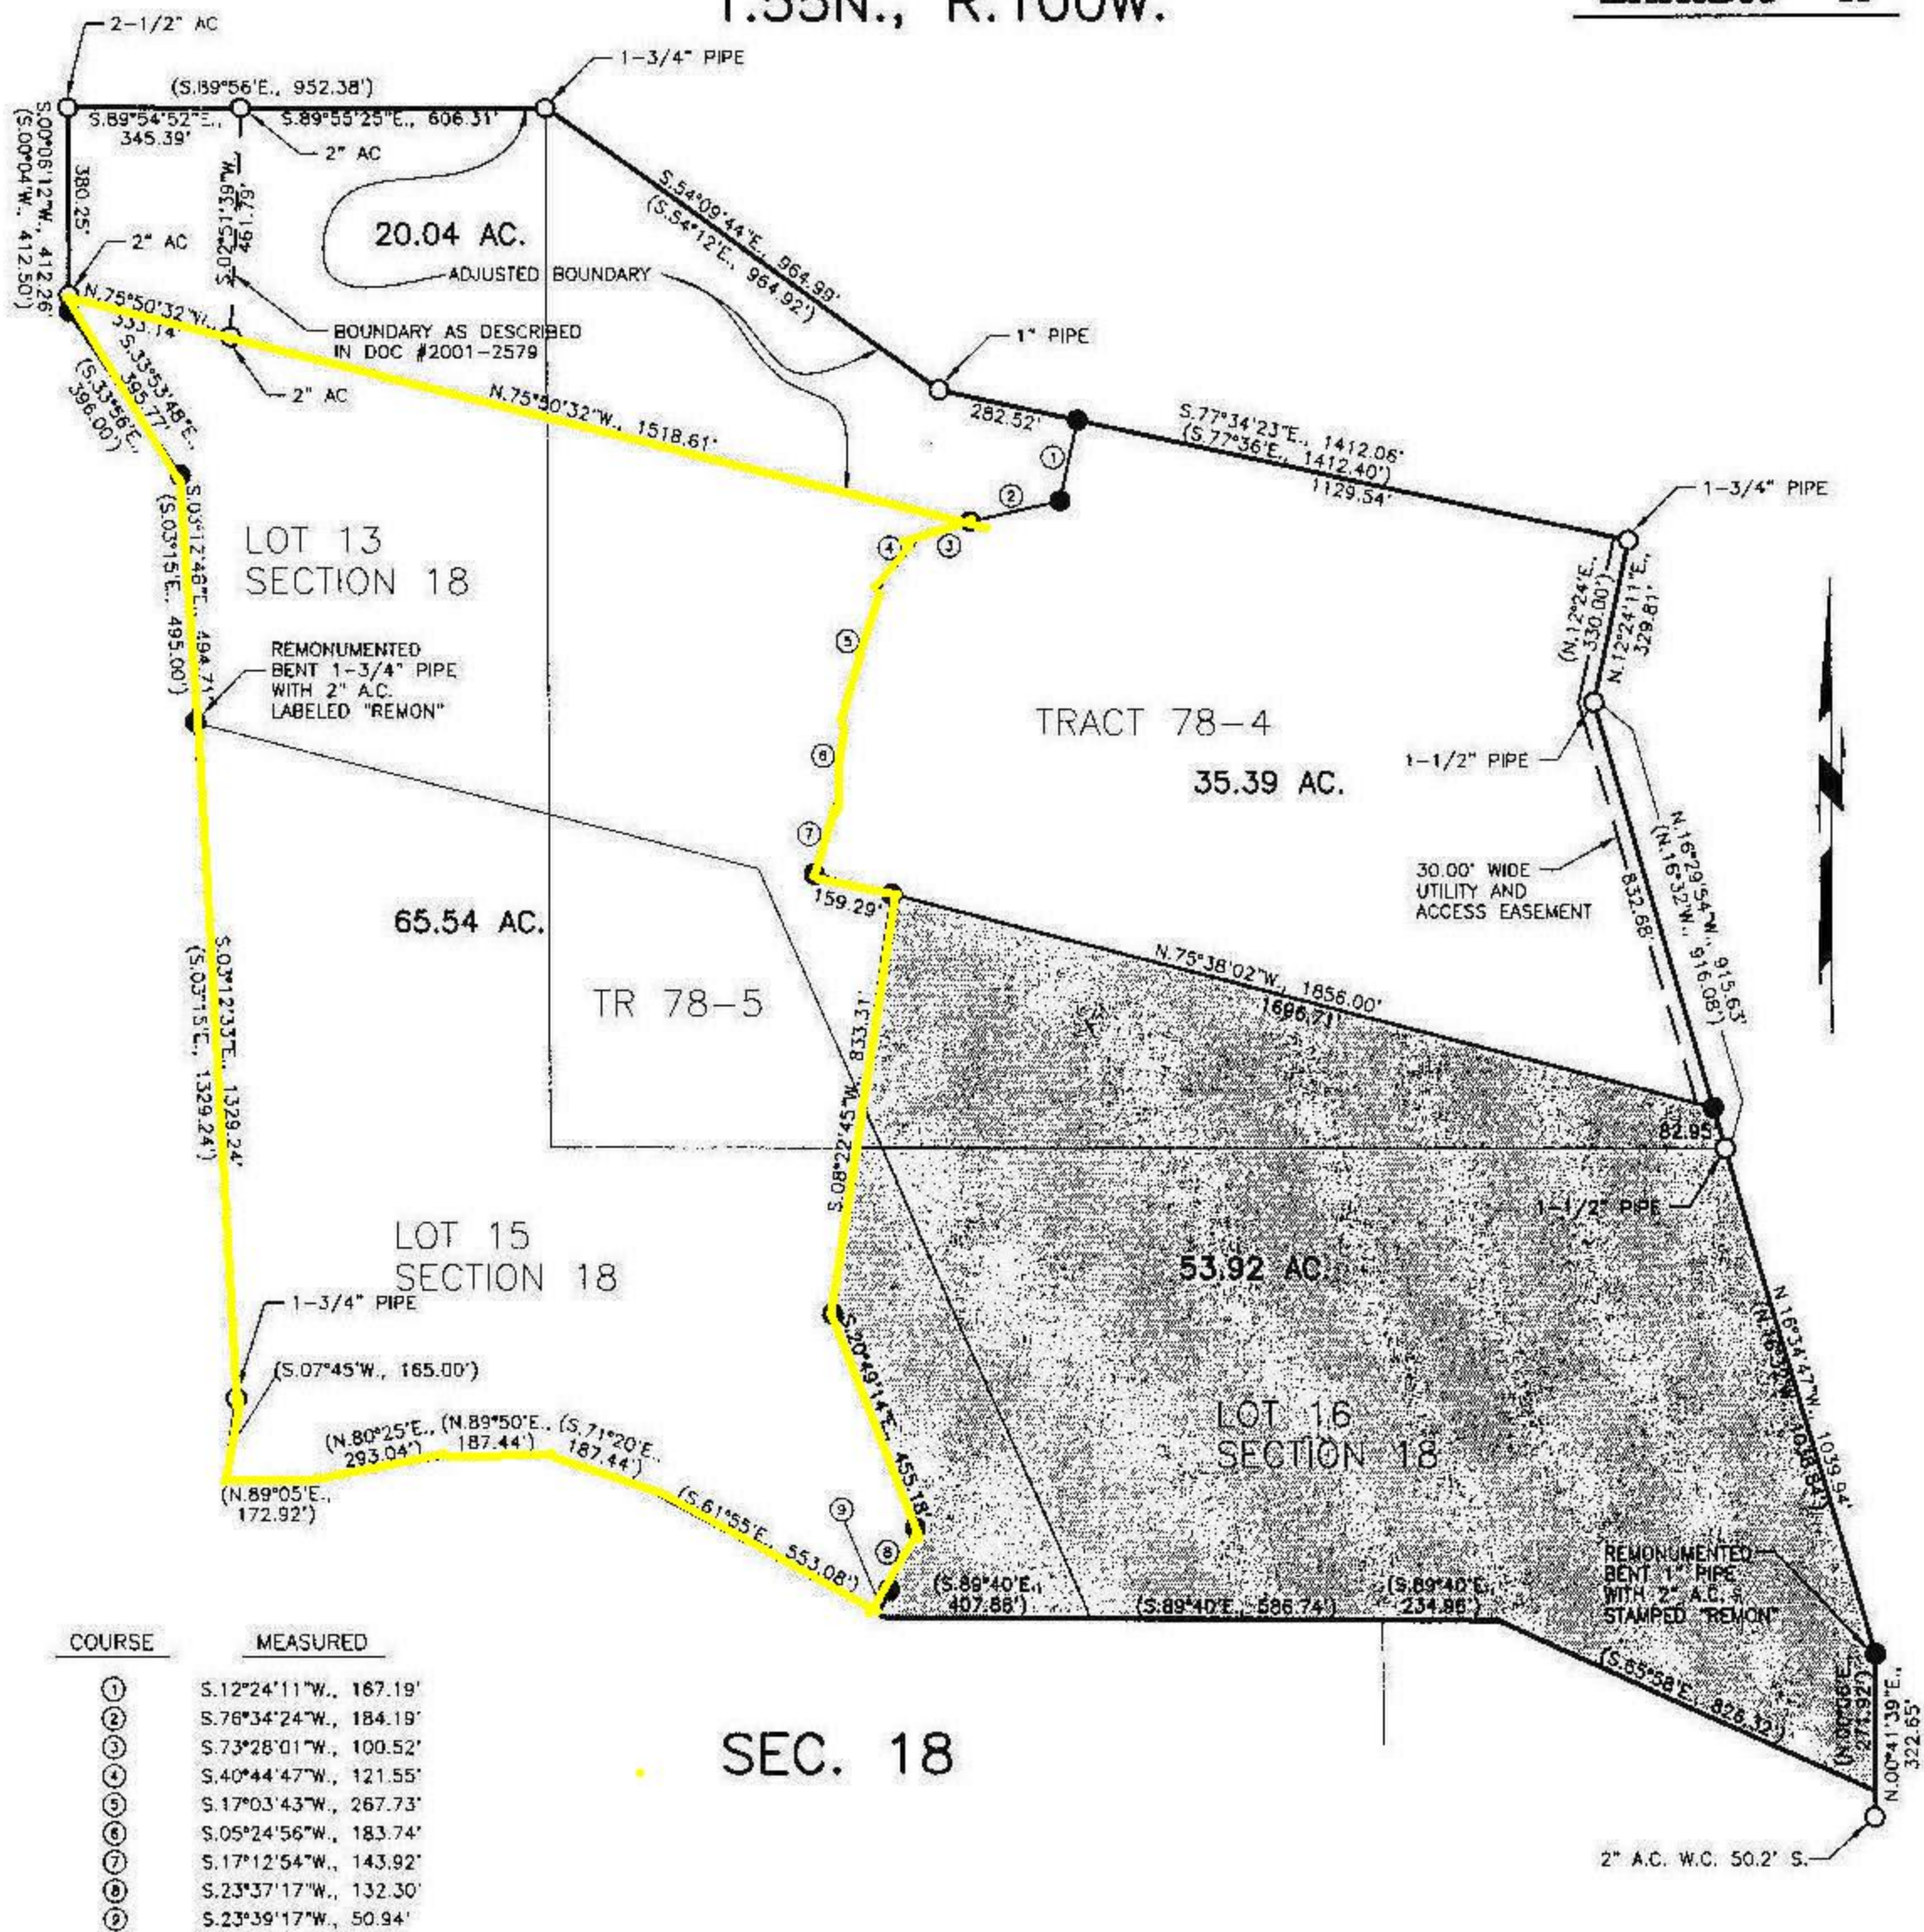 T.55N., R.100W.
2-1/2" AC
1-3/4" PIPE
(S.89°56'E., 952.38')
S.89°54'52"E.,
345.39'
S.89°55'25"E., 606.31'
2" AC
S.00°06'12"W., 412.26'
(S.00°04'W., 412.50')
380.25'
S.02°51'39"W.
461.79'
20.04 AC.
2" AC
ADJUSTED BOUNDARY
S.54°09'44"E., 964.99'
(S.54°12'E., 964.92')
N.75°50'32"W.,
333.14'
BOUNDARY AS DESCRIBED
IN DOC #2001-2579
1" PIPE
S.33°53'48"E.,
395.77'
(S.33°56'E.,
396.00')
2" AC
N.75°50'32"W., 1518.61'
282.52'
S.77°34'23"E., 1412.06'
(S.77°36'E., 1412.40')
1129.54'
1
2
3
4
1-3/4" PIPE
LOT 13
SECTION 18
S.03°12'46"E., 494.71'
(S.03°15'E., 495.00')
(N.12°24'E.,
330.00')
N.12°24'11"E.,
329.81'
5
REMONUMENTED
BENT 1-3/4" PIPE
WITH 2" A.C.
LABELED "REMON"
TRACT 78-4
6
1-1/2" PIPE
35.39 AC.
7
N.16°29'54"W., 915.63'
(N.16°32'W., 916.08')
832.68'
30.00' WIDE
UTILITY AND
ACCESS EASEMENT
159.29'
65.54 AC.
N.75°38'02"W., 1856.00'
1696.71'
TR 78-5
S.03°12'33"E., 1329.24'
(S.03°15'E., 1329.24')
S.08°22'45"W., 833.31'
82.95'
1-1/2" PIPE
LOT 15
SECTION 18
53.92 AC.
1-3/4" PIPE
(S.07°45'W., 165.00')
S.20°49'14"E., 455.18'
N.16°34'47"W., 1039.94'
LOT 16
SECTION 18
(N.80°25'E.,
293.04')
(N.89°50'E.,
187.44')
(S.71°20'E.,
187.44')
(N.89°05'E.,
172.92')
(S.61°55'E., 553.08')
9
8
(S.89°40'E.,
407.88')
(S.89°40'E., 586.74')
(S.89°40'E.,
234.96')
REMONUMENTED
BENT 1" PIPE
WITH 2" A.C.
STAMPED "REMON"
(S.65°58'E., 826.32')
271.92')
N.00°41'39"E.,
322.65'
2" A.C. W.C. 50.2' S.
SEC. 18
COURSE MEASURED
1 S.12°24'11"W., 167.19'
2 S.76°34'24"W., 184.19'
3 S.73°28'01"W., 100.52'
4 S.40°44'47"W., 121.55'
5 S.17°03'43"W., 267.73'
6 S.05°24'56"W., 183.74'
7 S.17°12'54"W., 143.92'
8 S.23°37'17"W., 132.30'
9 S.23°39'17"W., 50.94'